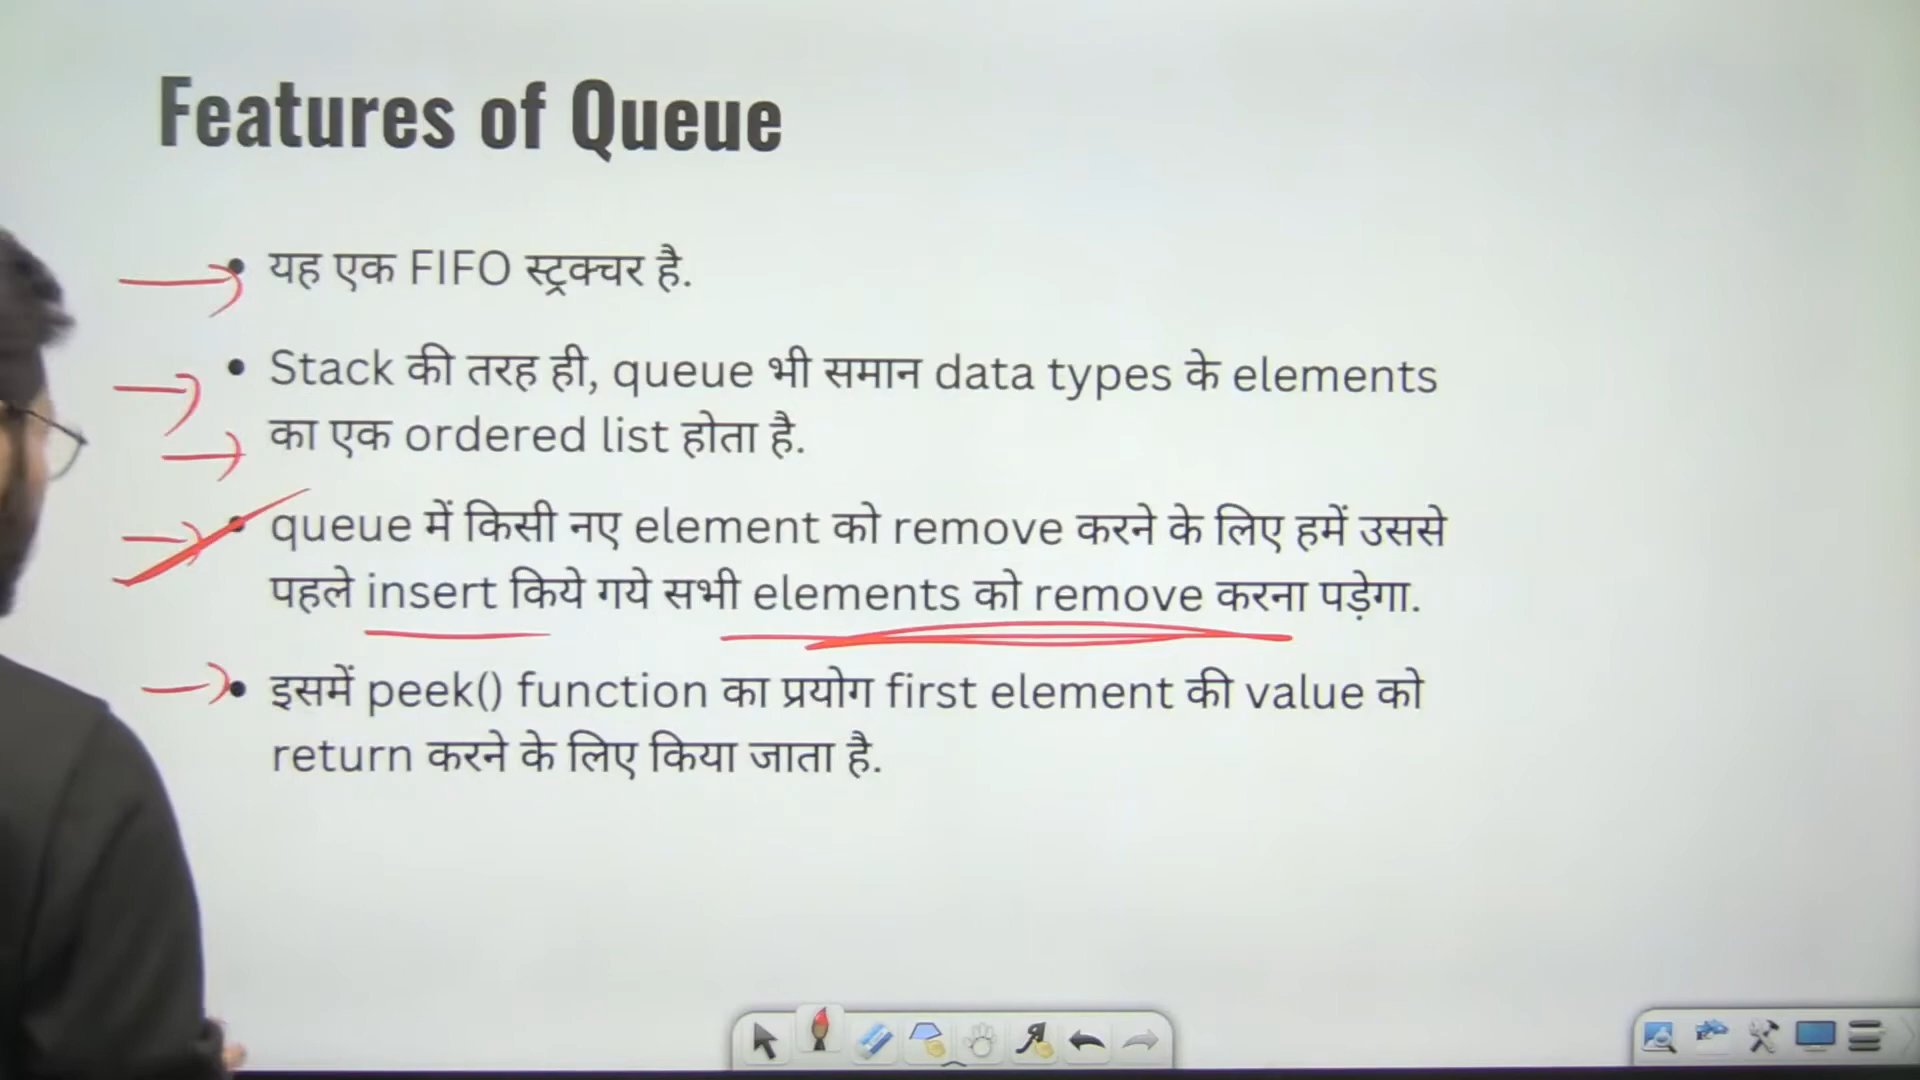 Features of Queue
• यह एक FIFO स्ट्रक्चर है.
• Stack की तरह ही, queue भी समान data types के elements
का एक ordered list होता है.
• queue में किसी नए element को remove करने के लिए हमें उससे
पहले insert किये गये सभी elements को remove करना पड़ेगा.
• इसमें peek() function का प्रयोग first element की value को
return करने के लिए किया जाता है.